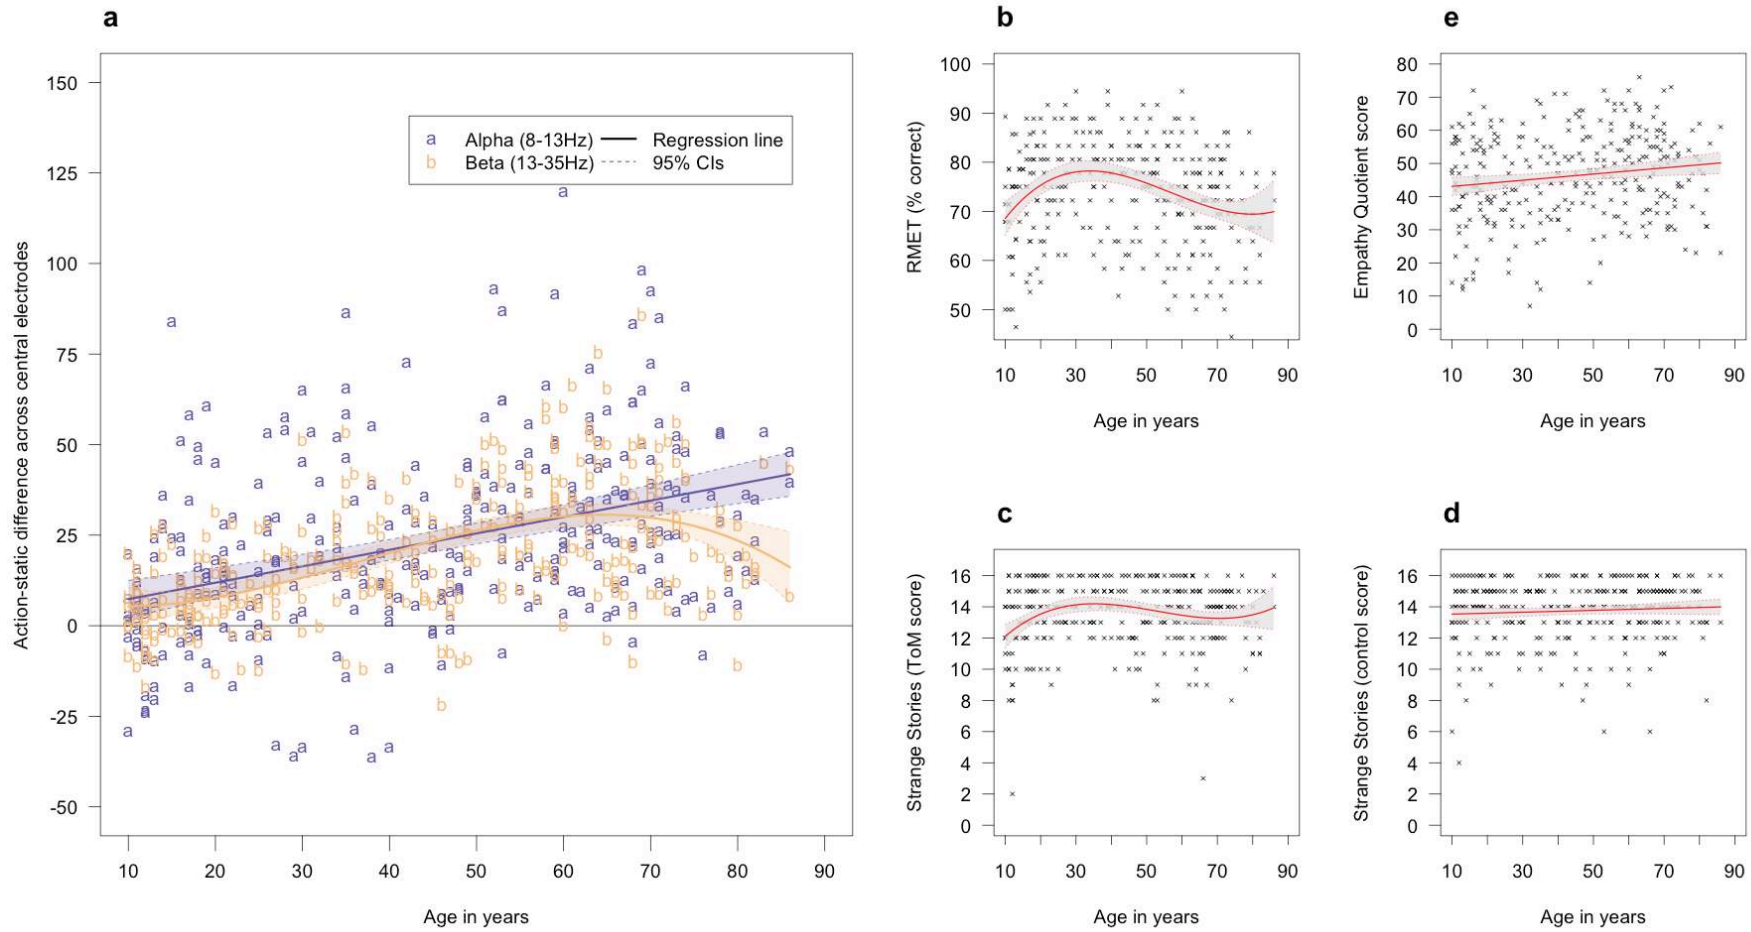 a
Action-static difference across central electrodes
150
125
100
75
50
25
0
-25
-50
a Alpha (8-13Hz) Regression line
b Beta (13-35Hz) 95% CIs
10 20 30 40 50 60 70 80 90
Age in years
b
RMET (% correct)
100
90
80
70
60
50
10 30 50 70 90
Age in years
e
Empathy Quotient score
80
70
60
50
40
30
20
10
0
10 30 50 70 90
Age in years
c
Strange Stories (ToM score)
16
14
12
10
8
6
4
2
0
10 30 50 70 90
Age in years
d
Strange Stories (control score)
16
14
12
10
8
6
4
2
0
10 30 50 70 90
Age in years